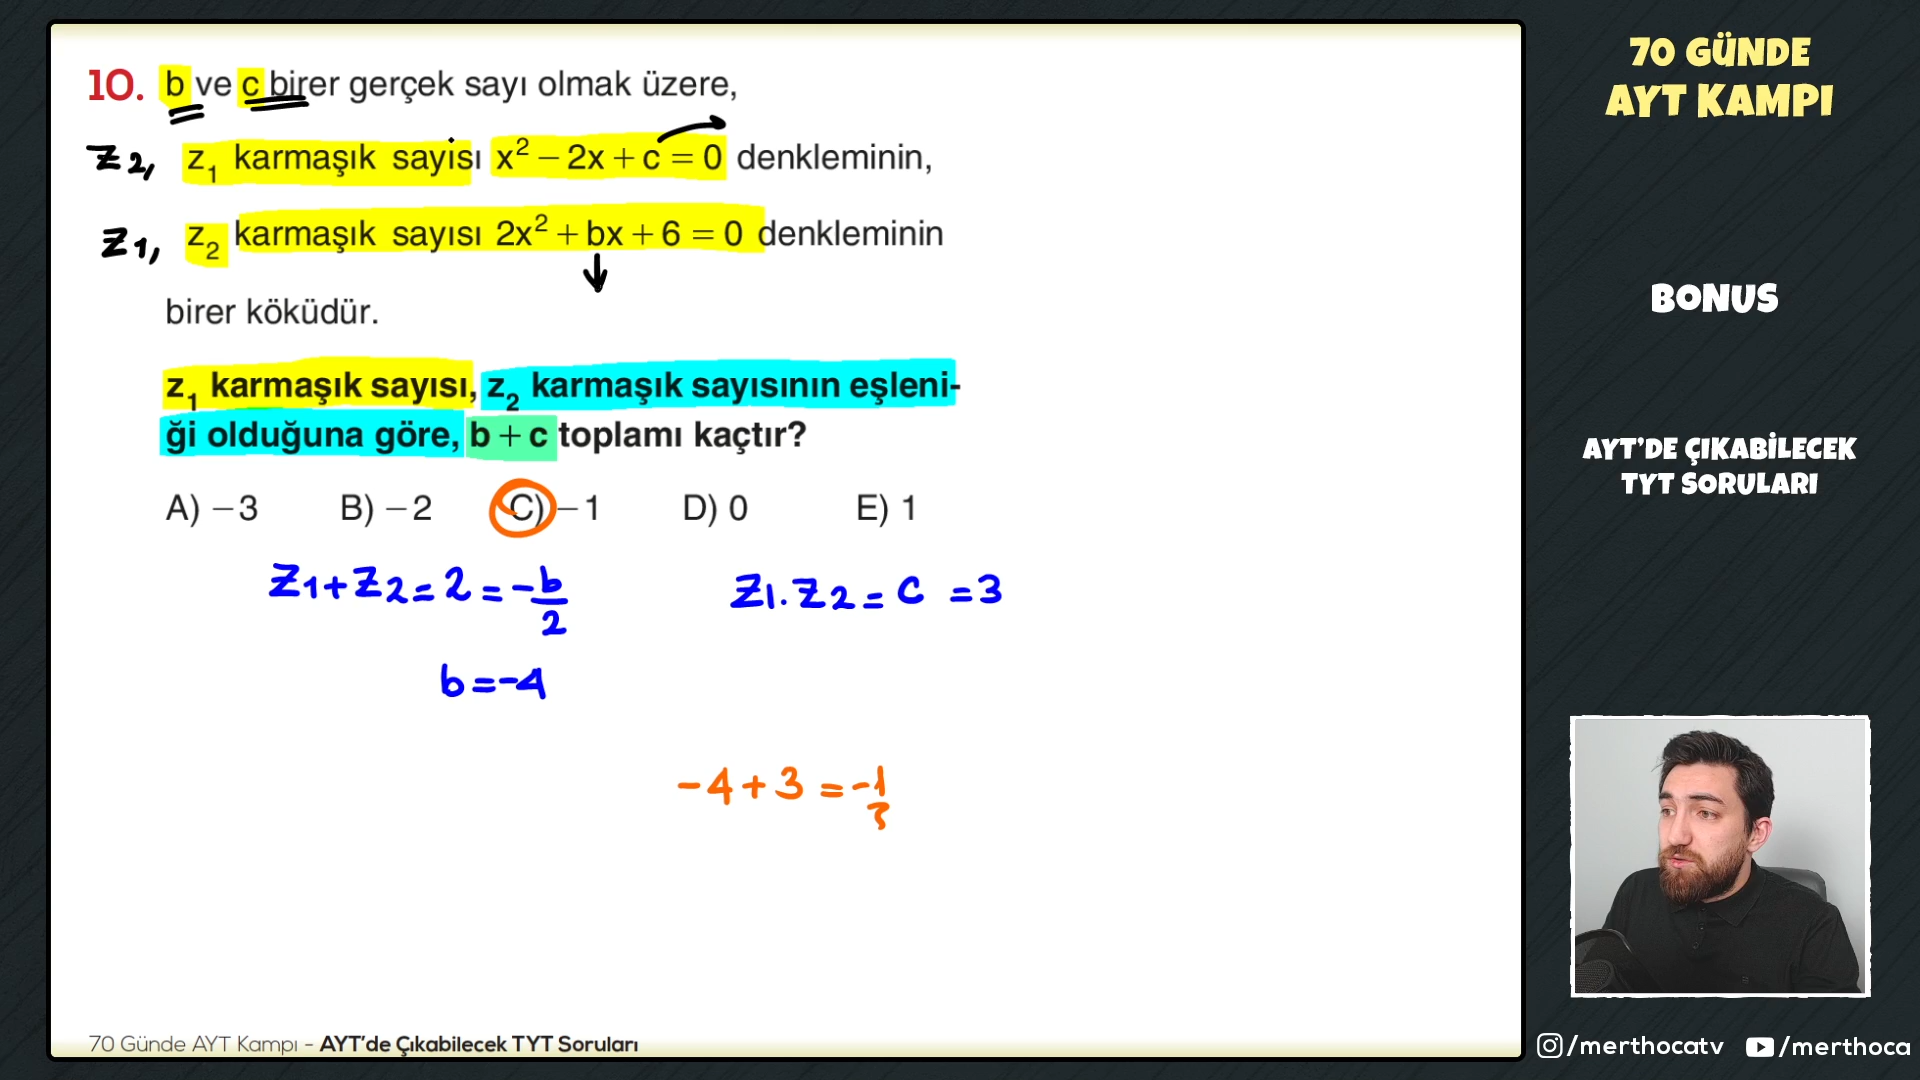 10. b ve c birer gerçek sayı olmak üzere,
z2, z1 karmaşık sayısı x² − 2x + c = 0 denkleminin,
z1, z2 karmaşık sayısı 2x² + bx + 6 = 0 denkleminin
birer köküdür.
z1 karmaşık sayısı, z2 karmaşık sayısının eşleni-
ği olduğuna göre, b + c toplamı kaçtır?
A) −3 B) −2 C) −1 D) 0 E) 1
z1+z2=2=-b/2 z1.z2=c=3
b=-4
-4+3=-1
70 Günde AYT Kampı - AYT'de Çıkabilecek TYT Soruları
70 GÜNDE
AYT KAMPI
BONUS
AYT'DE ÇIKABİLECEK
TYT SORULARI
/merthocatv /merthoca